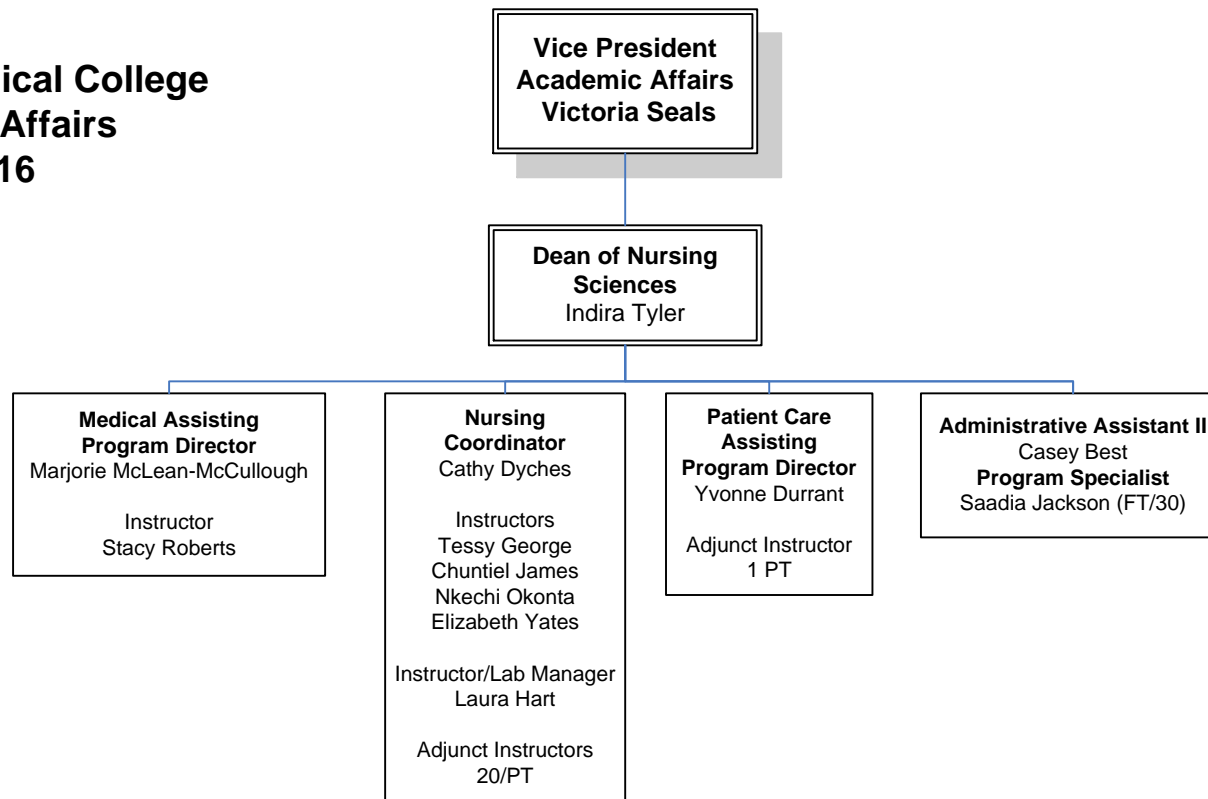 ical College
Affairs
16
Vice President
Academic Affairs
Victoria Seals
Dean of Nursing
Sciences
Indira Tyler
Medical Assisting
Program Director
Marjorie McLean-McCullough
Instructor
Stacy Roberts
Nursing
Coordinator
Cathy Dyches
Instructors
Tessy George
Chuntiel James
Nkechi Okonta
Elizabeth Yates
Instructor/Lab Manager
Laura Hart
Adjunct Instructors
20/PT
Patient Care
Assisting
Program Director
Yvonne Durrant
Adjunct Instructor
1 PT
Administrative Assistant II
Casey Best
Program Specialist
Saadia Jackson (FT/30)